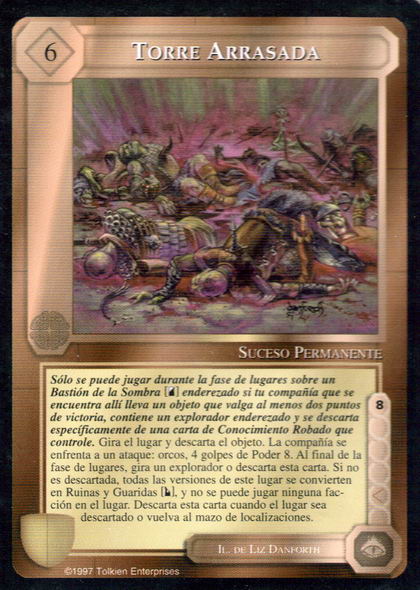 6
TORRE ARRASADA
SUCESO PERMANENTE
Sólo se puede jugar durante la fase de lugares sobre un
Bastión de la Sombra [] enderezado si tu compañía que se
encuentra allí lleva un objeto que valga al menos dos puntos
de victoria, contiene un explorador enderezado y se descarta
específicamente de una carta de Conocimiento Robado que
controle. Gira el lugar y descarta el objeto. La compañía se
enfrenta a un ataque: orcos, 4 golpes de Poder 8. Al final de la
fase de lugares, gira un explorador o descarta esta carta. Si no
es descartada, todas las versiones de este lugar se convierten
en Ruinas y Guaridas [], y no se puede jugar ninguna fac-
ción en el lugar. Descarta esta carta cuando el lugar sea
descartado o vuelva al mazo de localizaciones.
8
IL. DE LIZ DANFORTH
©1997 Tolkien Enterprises